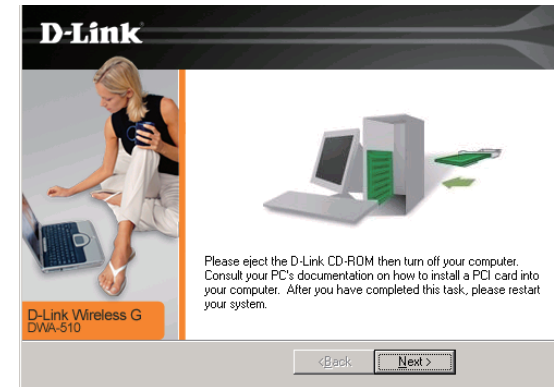 D-Link
Please eject the D-Link CD-ROM then turn off your computer.
Consult your PC's documentation on how to install a PCI card into
your computer. After you have completed this task, please restart
your system.
D-Link Wireless G
DWA-510
<Back
Next >